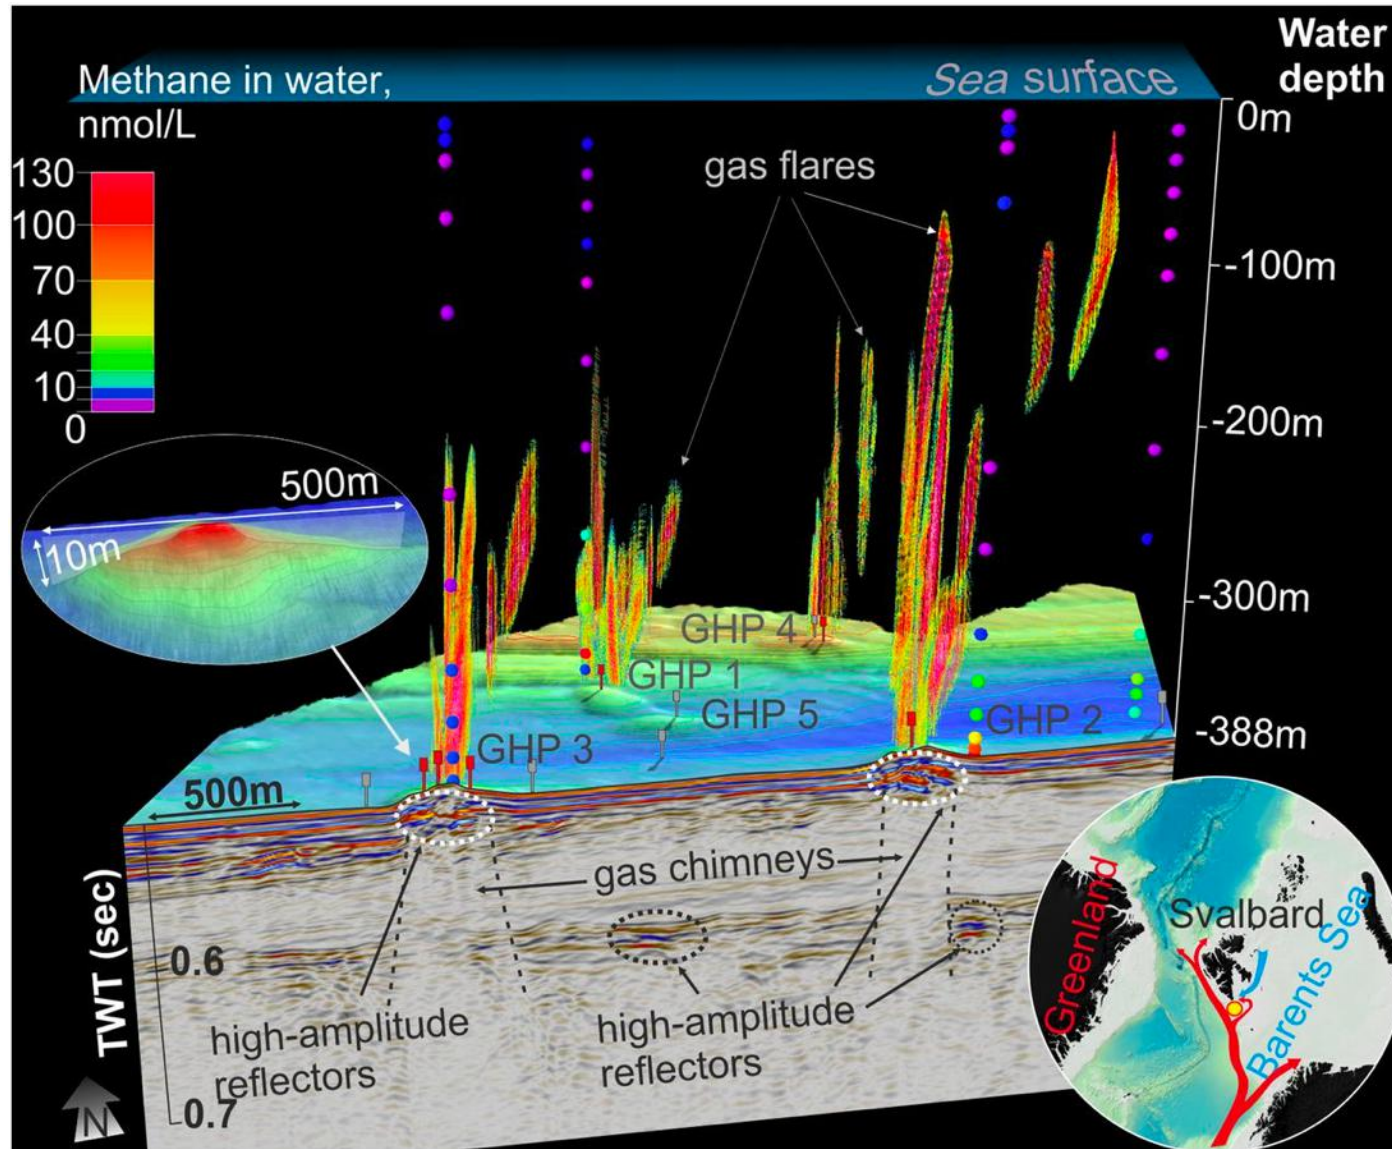 Water
depth
Methane in water,
nmol/L
Sea surface
0m
130
100
70
40
10
0
gas flares
-100m
-200m
-300m
-388m
500m
10m
GHP 4
GHP 1
GHP 5
GHP 2
GHP 3
500m
gas chimneys
TWT (sec)
0.6
0.7
high-amplitude
reflectors
high-amplitude
reflectors
N
Greenland
Svalbard
Barents Sea